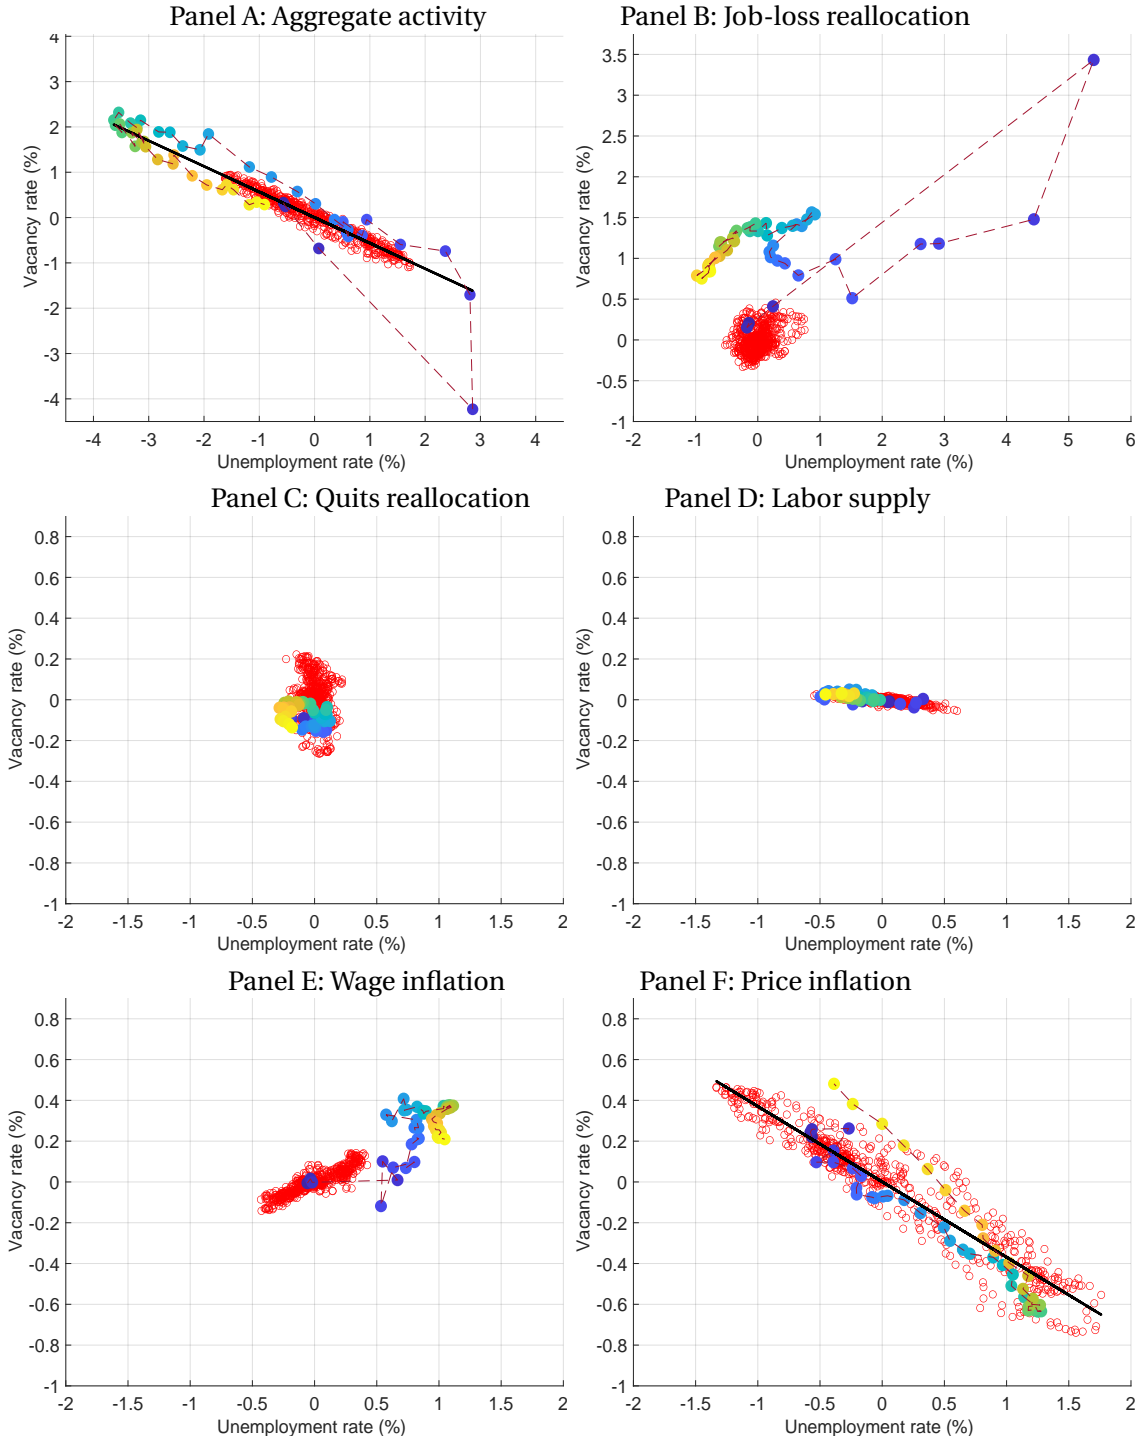 Panel A: Aggregate activity
Vacancy rate (%)
4
3
2
1
0
-1
-2
-3
-4
-4 -3 -2 -1 0 1 2 3 4
Unemployment rate (%)
Panel B: Job-loss reallocation
Vacancy rate (%)
3.5
3
2.5
2
1.5
1
0.5
0
-0.5
-1
-2 -1 0 1 2 3 4 5 6
Unemployment rate (%)
Panel C: Quits reallocation
Vacancy rate (%)
0.8
0.6
0.4
0.2
0
-0.2
-0.4
-0.6
-0.8
-1
-2 -1.5 -1 -0.5 0 0.5 1 1.5 2
Unemployment rate (%)
Panel D: Labor supply
Vacancy rate (%)
0.8
0.6
0.4
0.2
0
-0.2
-0.4
-0.6
-0.8
-1
-2 -1.5 -1 -0.5 0 0.5 1 1.5 2
Unemployment rate (%)
Panel E: Wage inflation
Vacancy rate (%)
0.8
0.6
0.4
0.2
0
-0.2
-0.4
-0.6
-0.8
-1
-2 -1.5 -1 -0.5 0 0.5 1 1.5 2
Unemployment rate (%)
Panel F: Price inflation
Vacancy rate (%)
0.8
0.6
0.4
0.2
0
-0.2
-0.4
-0.6
-0.8
-1
-2 -1.5 -1 -0.5 0 0.5 1 1.5 2
Unemployment rate (%)